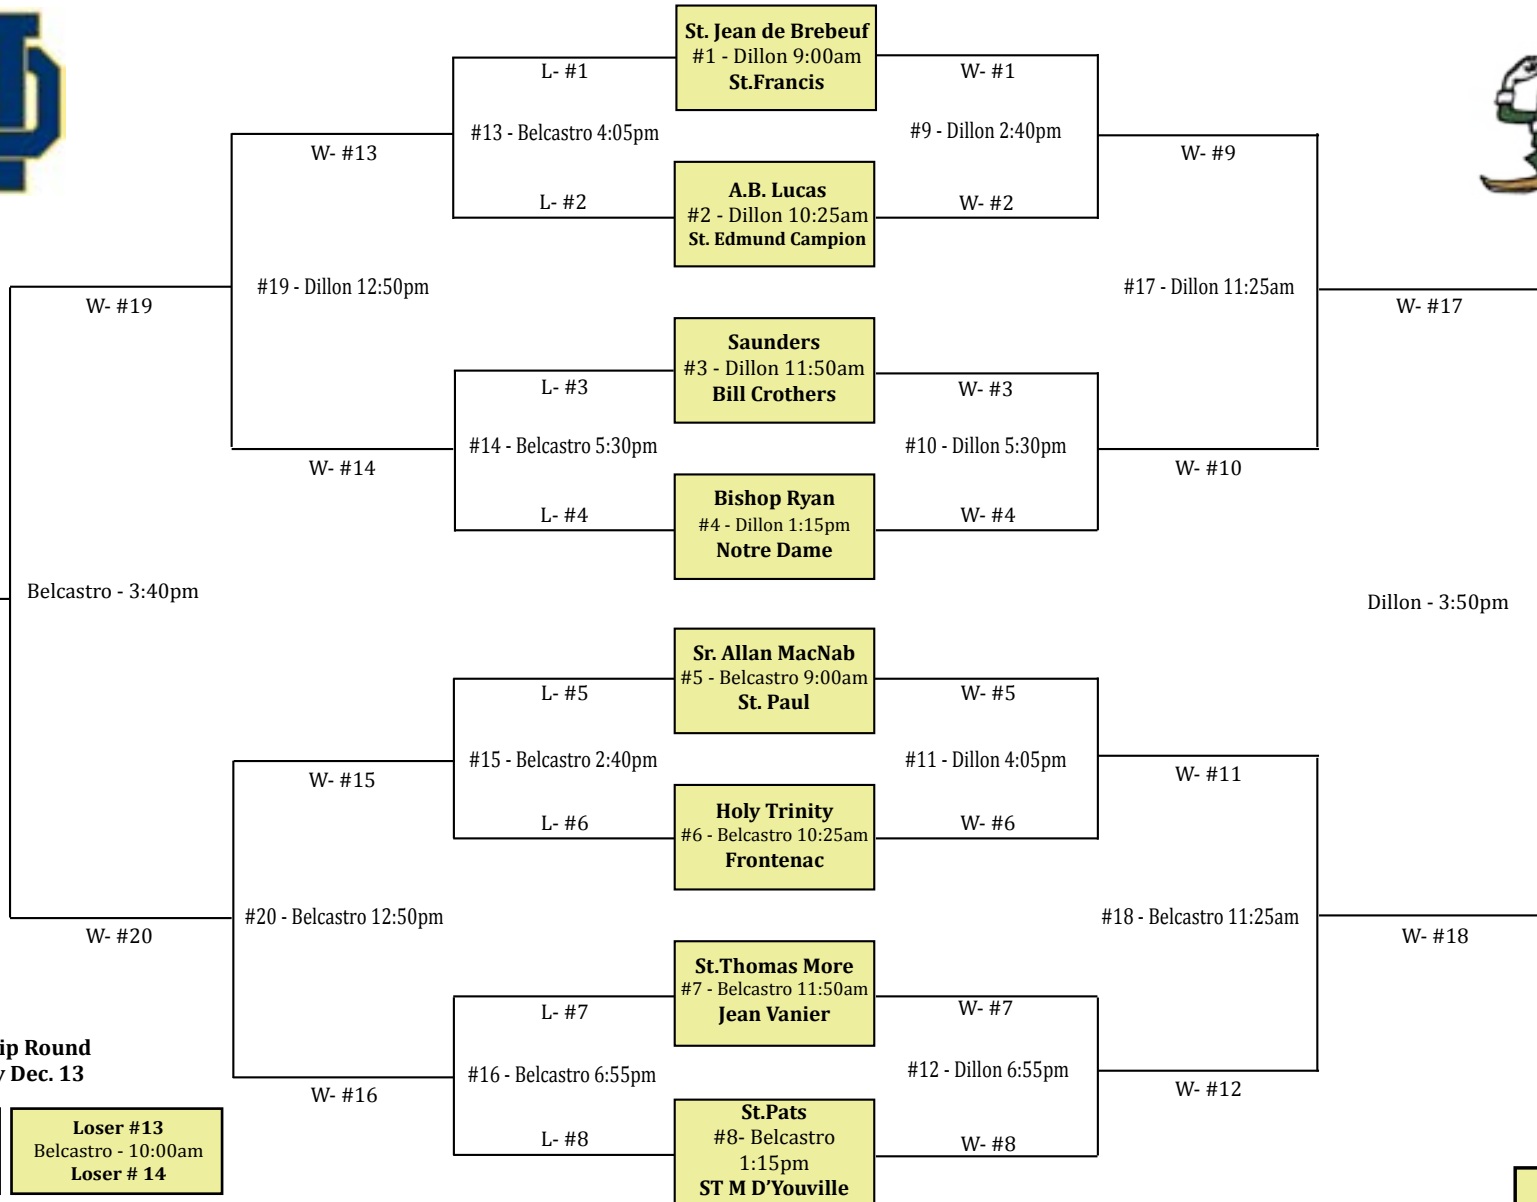 St. Jean de Brebeuf
#1 - Dillon 9:00am
St.Francis
L- #1
W- #1
#13 - Belcastro 4:05pm
#9 - Dillon 2:40pm
W- #13
W- #9
A.B. Lucas
#2 - Dillon 10:25am
St. Edmund Campion
L- #2
W- #2
#19 - Dillon 12:50pm
#17 - Dillon 11:25am
W- #19
W- #17
Saunders
#3 - Dillon 11:50am
Bill Crothers
L- #3
W- #3
#14 - Belcastro 5:30pm
#10 - Dillon 5:30pm
W- #14
W- #10
Bishop Ryan
#4 - Dillon 1:15pm
Notre Dame
L- #4
W- #4
Belcastro - 3:40pm
Dillon - 3:50pm
Sr. Allan MacNab
#5 - Belcastro 9:00am
St. Paul
L- #5
W- #5
#15 - Belcastro 2:40pm
#11 - Dillon 4:05pm
W- #15
W- #11
Holy Trinity
#6 - Belcastro 10:25am
Frontenac
L- #6
W- #6
#20 - Belcastro 12:50pm
#18 - Belcastro 11:25am
W- #20
W- #18
St.Thomas More
#7 - Belcastro 11:50am
Jean Vanier
L- #7
W- #7
#16 - Belcastro 6:55pm
#12 - Dillon 6:55pm
W- #16
W- #12
St.Pats
#8- Belcastro
1:15pm
ST M D'Youville
L- #8
W- #8
ip Round
Dec. 13
Loser #13
Belcastro - 10:00am
Loser # 14